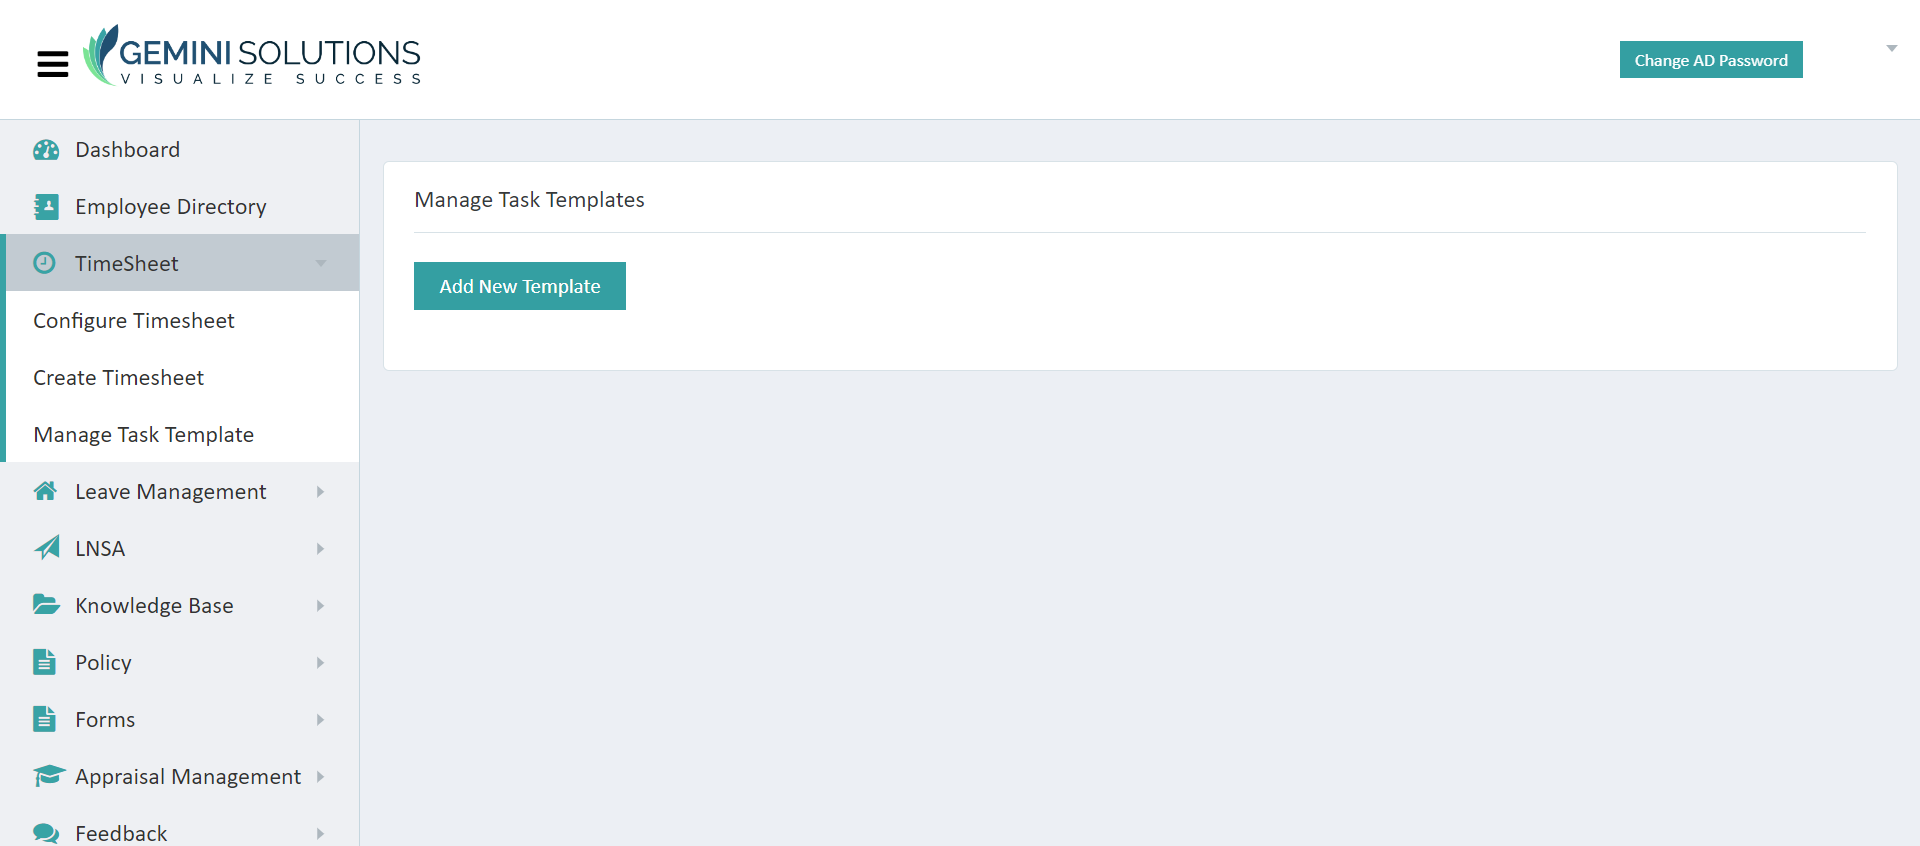 GEMINI SOLUTIONS
VISUALIZE SUCCESS
Change AD Password
Dashboard
Employee Directory
TimeSheet
Configure Timesheet
Create Timesheet
Manage Task Template
Leave Management
LNSA
Knowledge Base
Policy
Forms
Appraisal Management
Feedback
Manage Task Templates
Add New Template